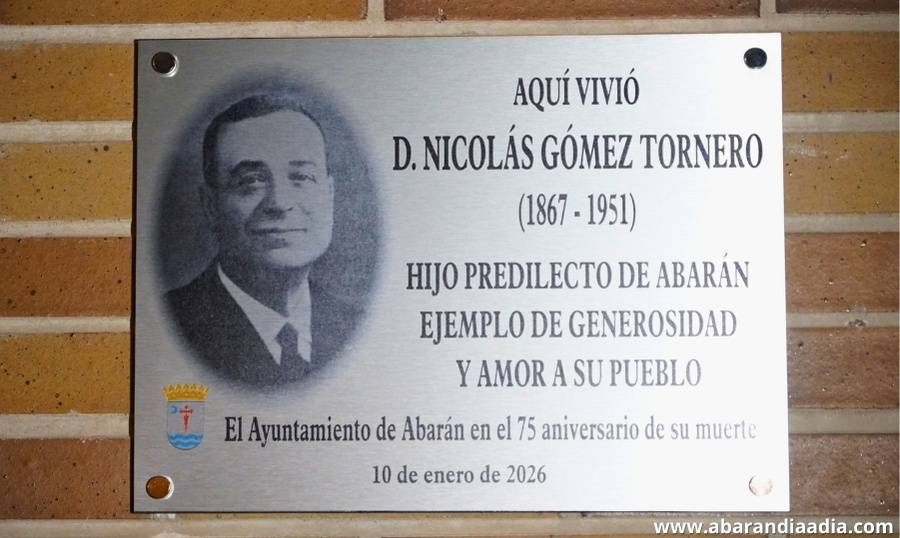 AQUÍ VIVIÓ
D. NICOLÁS GÓMEZ TORNERO
(1867 - 1951)
HIJO PREDILECTO DE ABARÁN
EJEMPLO DE GENEROSIDAD
Y AMOR A SU PUEBLO
El Ayuntamiento de Abarán en el 75 aniversario de su muerte
10 de enero de 2026
www.abarandiaadia.com